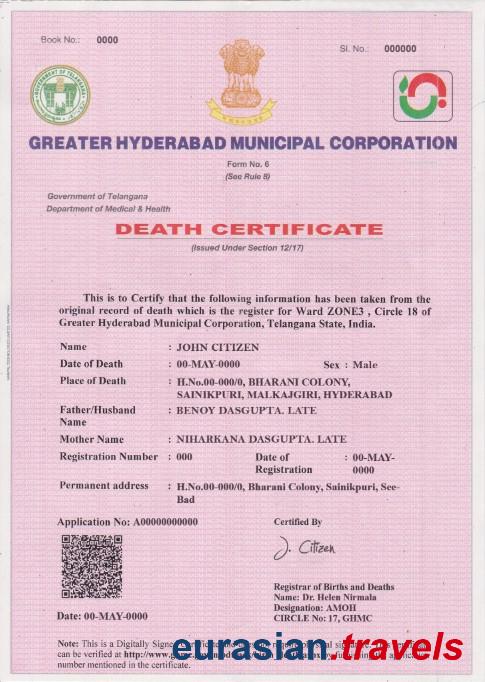 Book No.: 0000
Sl. No.: 000000
GOVERNMENT OF TELANGANA
GREATER HYDERABAD MUNICIPAL CORPORATION
Form No. 6
(See Rule 8)
Government of Telangana
Department of Medical & Health
DEATH CERTIFICATE
(Issued Under Section 12/17)
This is to Certify that the following information has been taken from the
original record of death which is the register for Ward ZONE3 , Circle 18 of
Greater Hyderabad Municipal Corporation, Telangana State, India.
Name : JOHN CITIZEN
Date of Death : 00-MAY-0000 Sex : Male
Place of Death : H.No.00-000/0, BHARANI COLONY,
SAINIKPURI, MALKAJGIRI, HYDERABAD
Father/Husband : BENOY DASGUPTA. LATE
Name
Mother Name : NIHARKANA DASGUPTA. LATE
Registration Number : 000 Date of : 00-MAY-
Registration 0000
Permanent address : H.No.00-000/0, Bharani Colony, Sainikpuri, See-
Bad
Application No: A00000000000 Certified By
J. Citizen
Registrar of Births and Deaths
Name: Dr. Helen Nirmala
Designation: AMOH
CIRCLE No: 17, GHMC
Date: 00-MAY-0000
Note: This is a Digitally Signe
eurasian.travels
can be verified at http://www.
number mentioned in the certificate.